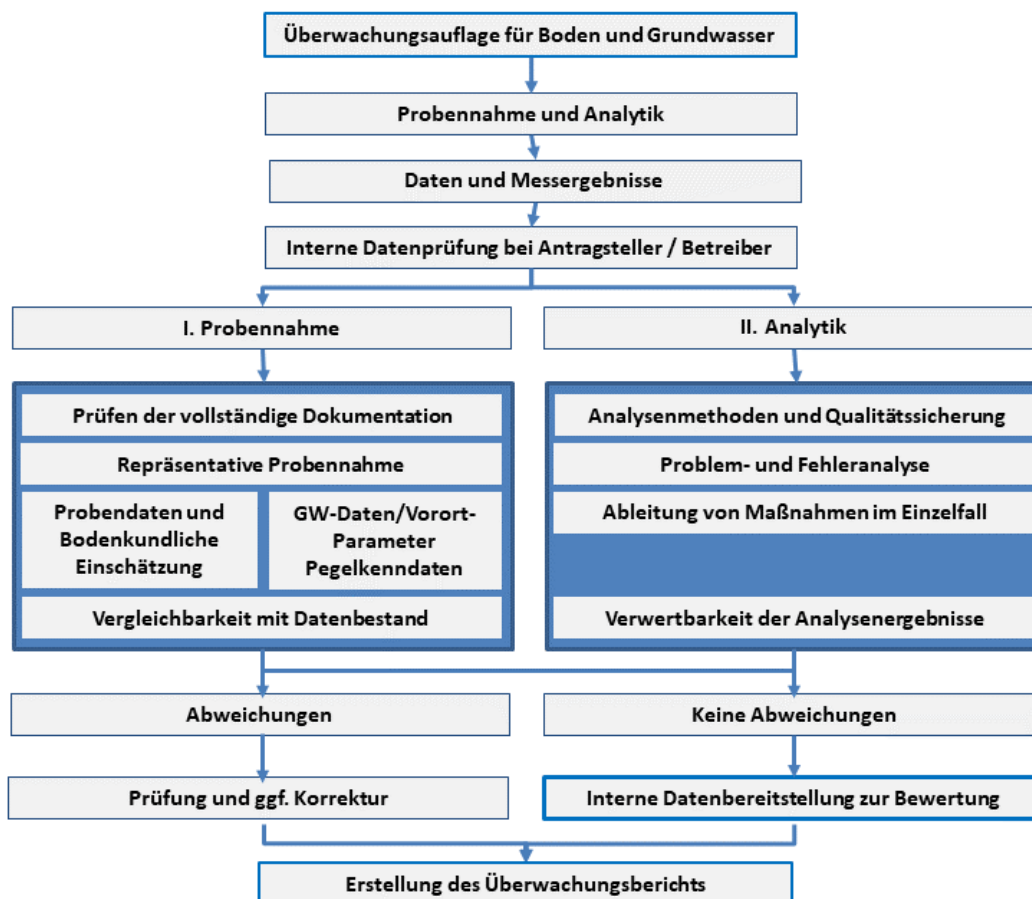 Überwachungsauflage für Boden und Grundwasser
Probennahme und Analytik
Daten und Messergebnisse
Interne Datenprüfung bei Antragsteller / Betreiber
I. Probennahme
II. Analytik
Prüfen der vollständige Dokumentation
Repräsentative Probennahme
Probendaten und
Bodenkundliche
Einschätzung
GW-Daten/Vorort-
Parameter
Pegelkenndaten
Vergleichbarkeit mit Datenbestand
Analysenmethoden und Qualitätssicherung
Problem- und Fehleranalyse
Ableitung von Maßnahmen im Einzelfall
Verwertbarkeit der Analysenergebnisse
Abweichungen
Keine Abweichungen
Prüfung und ggf. Korrektur
Interne Datenbereitstellung zur Bewertung
Erstellung des Überwachungsberichts